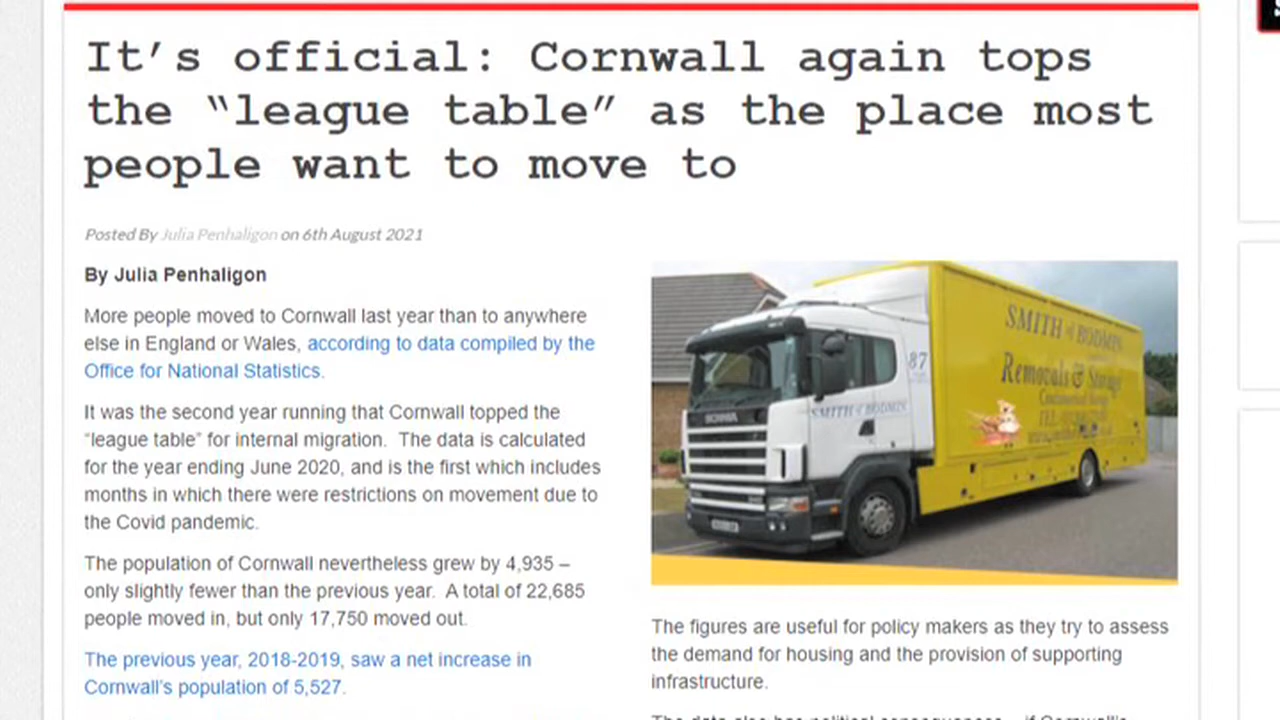 It’s official: Cornwall again tops
the “league table” as the place most
people want to move to
Posted By Julia Penhaligon on 6th August 2021
By Julia Penhaligon
More people moved to Cornwall last year than to anywhere
else in England or Wales, according to data compiled by the
Office for National Statistics.
It was the second year running that Cornwall topped the
“league table” for internal migration.  The data is calculated
for the year ending June 2020, and is the first which includes
months in which there were restrictions on movement due to
the Covid pandemic.
The population of Cornwall nevertheless grew by 4,935 –
only slightly fewer than the previous year.  A total of 22,685
people moved in, but only 17,750 moved out.
The previous year, 2018-2019, saw a net increase in
Cornwall’s population of 5,527.
SMITH of BODMIN
Removals & Storage
TEL
87
SMITH of BODMIN
SCANIA
The figures are useful for policy makers as they try to assess
the demand for housing and the provision of supporting
infrastructure.